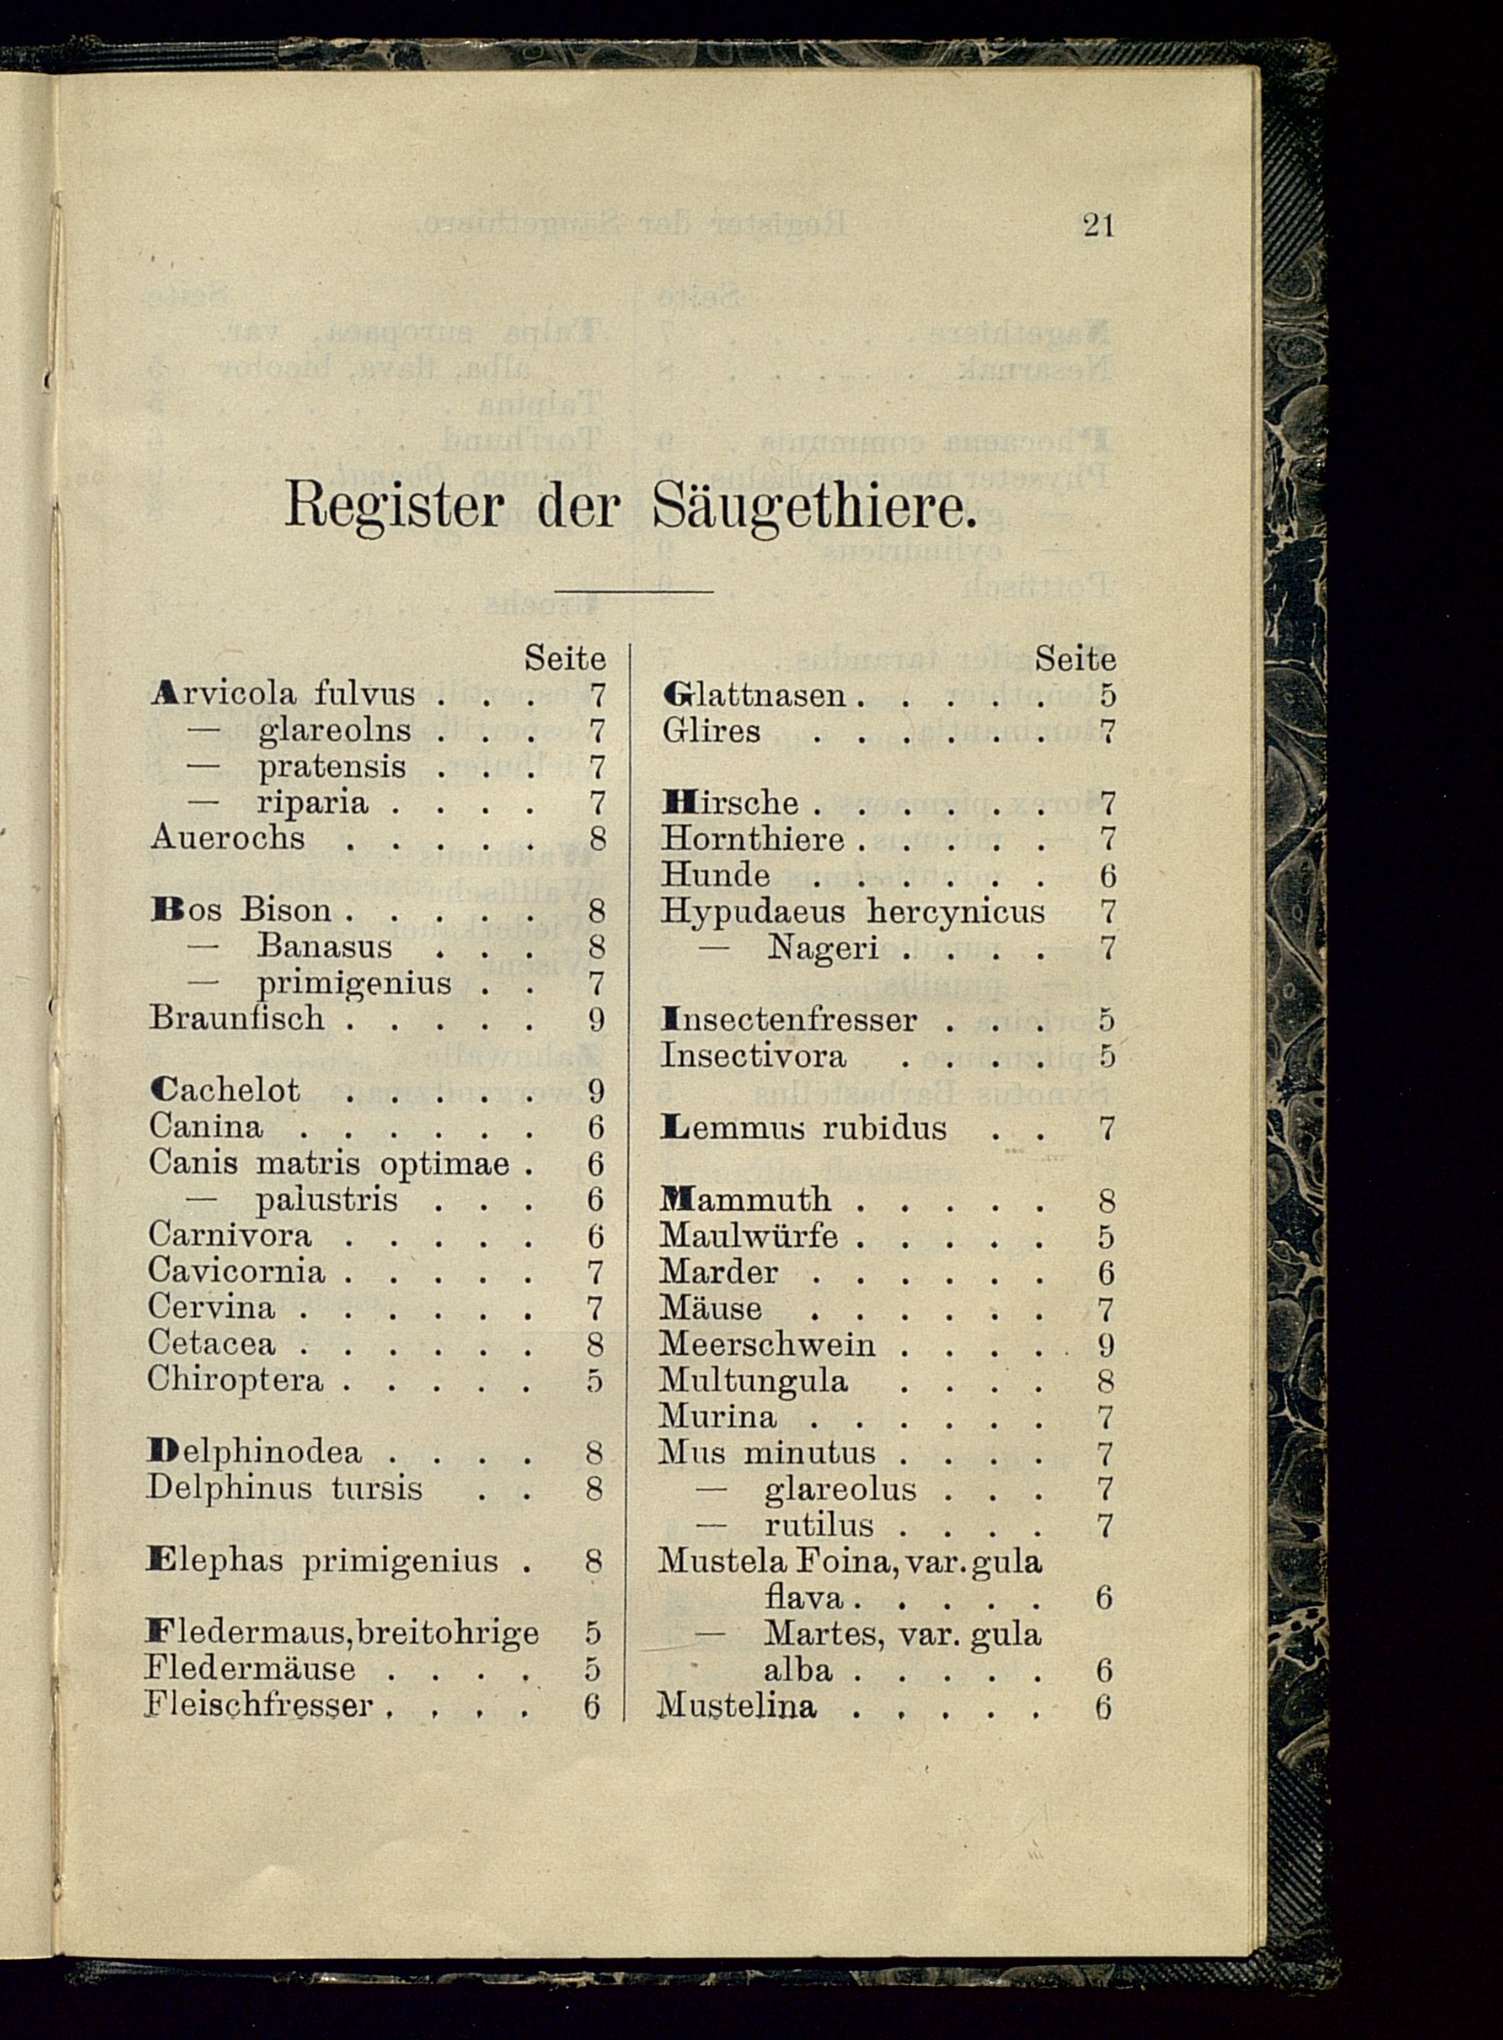 21
Register der Säugethiere.
Seite
Arvicola fulvus . . . 7
— glareolns . . . 7
— pratensis . . . 7
— riparia . . . . 7
Auerochs . . . . . 8
Bos Bison . . . . . 8
— Banasus . . . 8
— primigenius . . 7
Braunfisch . . . . . 9
Cachelot . . . . . 9
Canina . . . . . . 6
Canis matris optimae . 6
— palustris . . . 6
Carnivora . . . . . 6
Cavicornia . . . . . 7
Cervina . . . . . . 7
Cetacea . . . . . . 8
Chiroptera . . . . . 5
Delphinodea . . . . 8
Delphinus tursis . . 8
Elephas primigenius . 8
Fledermaus, breitohrige 5
Fledermäuse . . . . 5
Fleischfresser . . . . 6
Seite
Glattnasen . . . . . 5
Glires . . . . . . 7
Hirsche . . . . . . 7
Hornthiere . . . . . 7
Hunde . . . . . . 6
Hypudaeus hercynicus 7
— Nageri . . . . 7
Insectenfresser . . . 5
Insectivora . . . . 5
Lemmus rubidus . . 7
Mammuth . . . . . 8
Maulwürfe . . . . . 5
Marder . . . . . . 6
Mäuse . . . . . . 7
Meerschwein . . . . . 9
Multungula . . . . 8
Murina . . . . . . 7
Mus minutus . . . . 7
— glareolus . . . 7
— rutilus . . . . 7
Mustela Foina, var. gula
flava . . . . . 6
— Martes, var. gula
alba . . . . . 6
Mustelina . . . . . 6